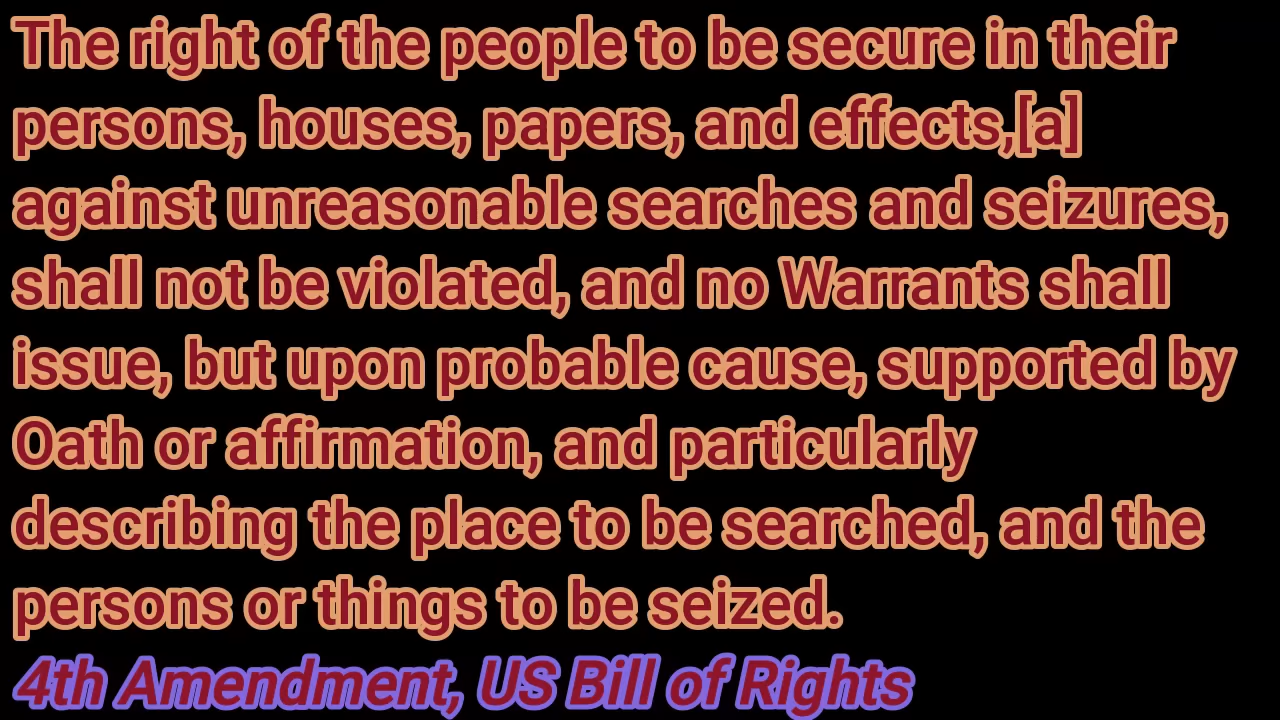 The right of the people to be secure in their
persons, houses, papers, and effects,[a]
against unreasonable searches and seizures,
shall not be violated, and no Warrants shall
issue, but upon probable cause, supported by
Oath or affirmation, and particularly
describing the place to be searched, and the
persons or things to be seized.
4th Amendment, US Bill of Rights